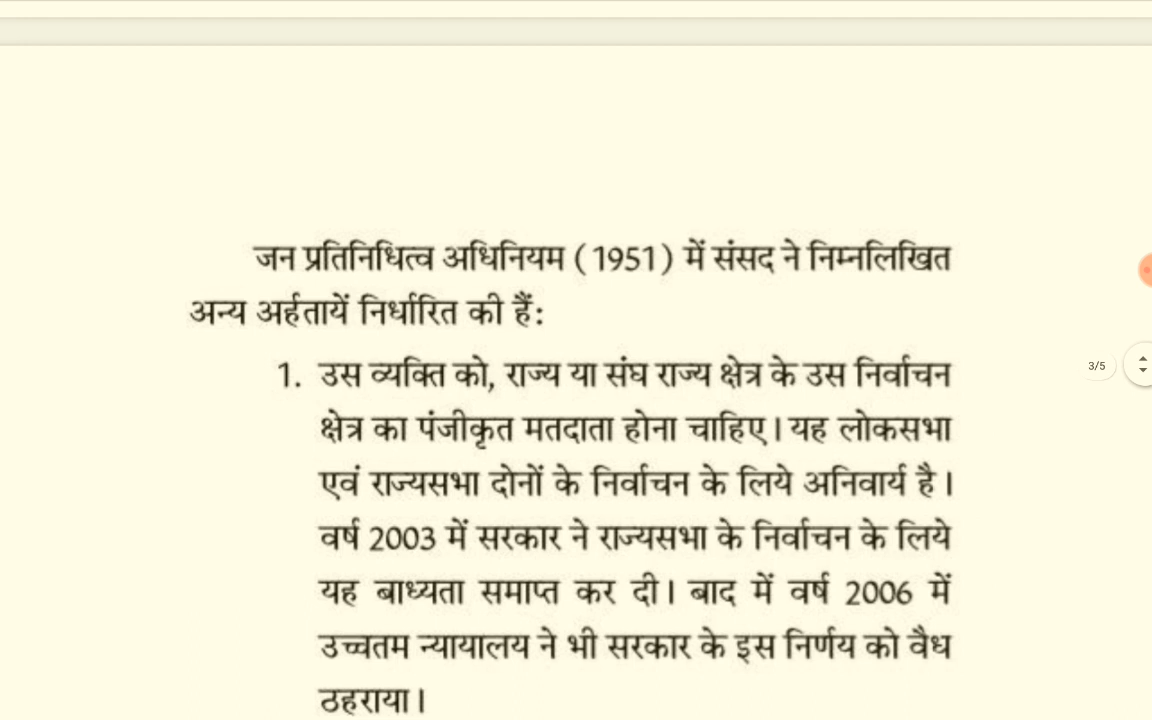 जन प्रतिनिधित्व अधिनियम (1951) में संसद ने निम्नलिखित
अन्य अर्हतायें निर्धारित की हैं:
1. उस व्यक्ति को, राज्य या संघ राज्य क्षेत्र के उस निर्वाचन
क्षेत्र का पंजीकृत मतदाता होना चाहिए। यह लोकसभा
एवं राज्यसभा दोनों के निर्वाचन के लिये अनिवार्य है।
वर्ष 2003 में सरकार ने राज्यसभा के निर्वाचन के लिये
यह बाध्यता समाप्त कर दी। बाद में वर्ष 2006 में
उच्चतम न्यायालय ने भी सरकार के इस निर्णय को वैध
ठहराया।
3/5